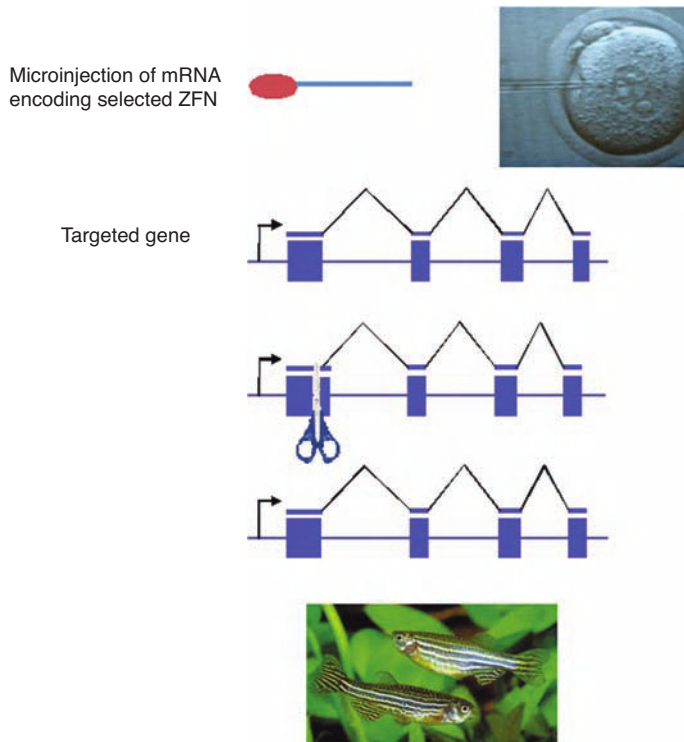 Microinjection of mRNA
encoding selected ZFN
Targeted gene